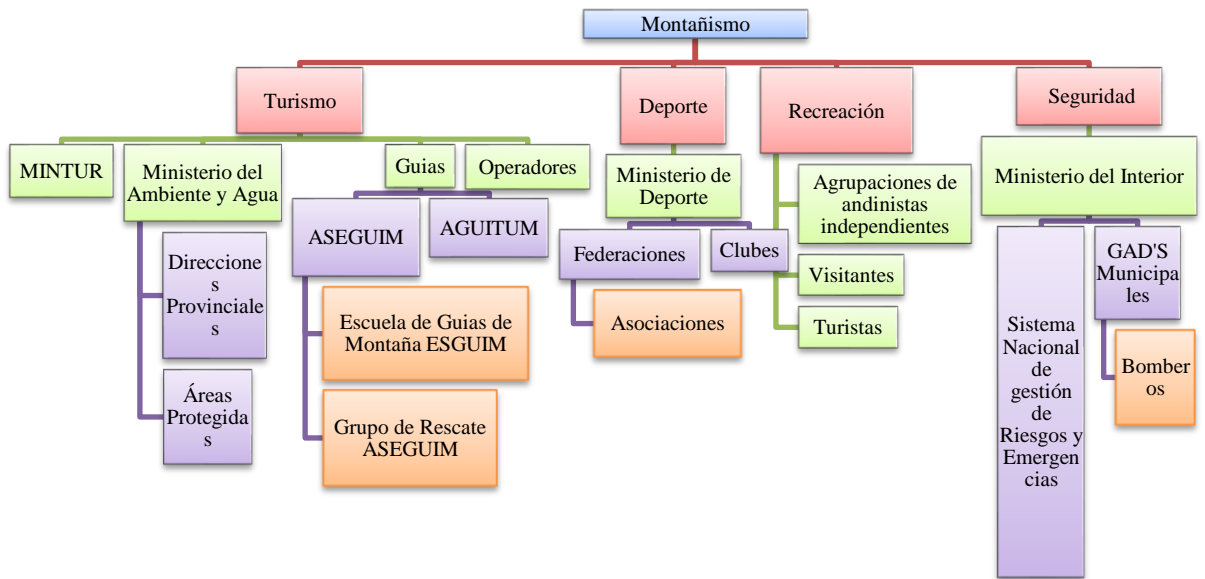 Montañismo
Turismo
Deporte
Recreación
Seguridad
MINTUR
Ministerio del
Ambiente y Agua
Guias
Operadores
Ministerio de
Deporte
Agrupaciones de
andinistas
independientes
Visitantes
Turistas
Ministerio del Interior
Direccione
s
Provinciale
s
Áreas
Protegida
s
ASEGUIM
AGUITUM
Escuela de Guias de
Montaña ESGUIM
Grupo de Rescate
ASEGUIM
Federaciones
Clubes
Asociaciones
Sistema
Nacional
de
gestión
de
Riesgos y
Emergen
cias
GAD'S
Municipa
les
Bomber
os